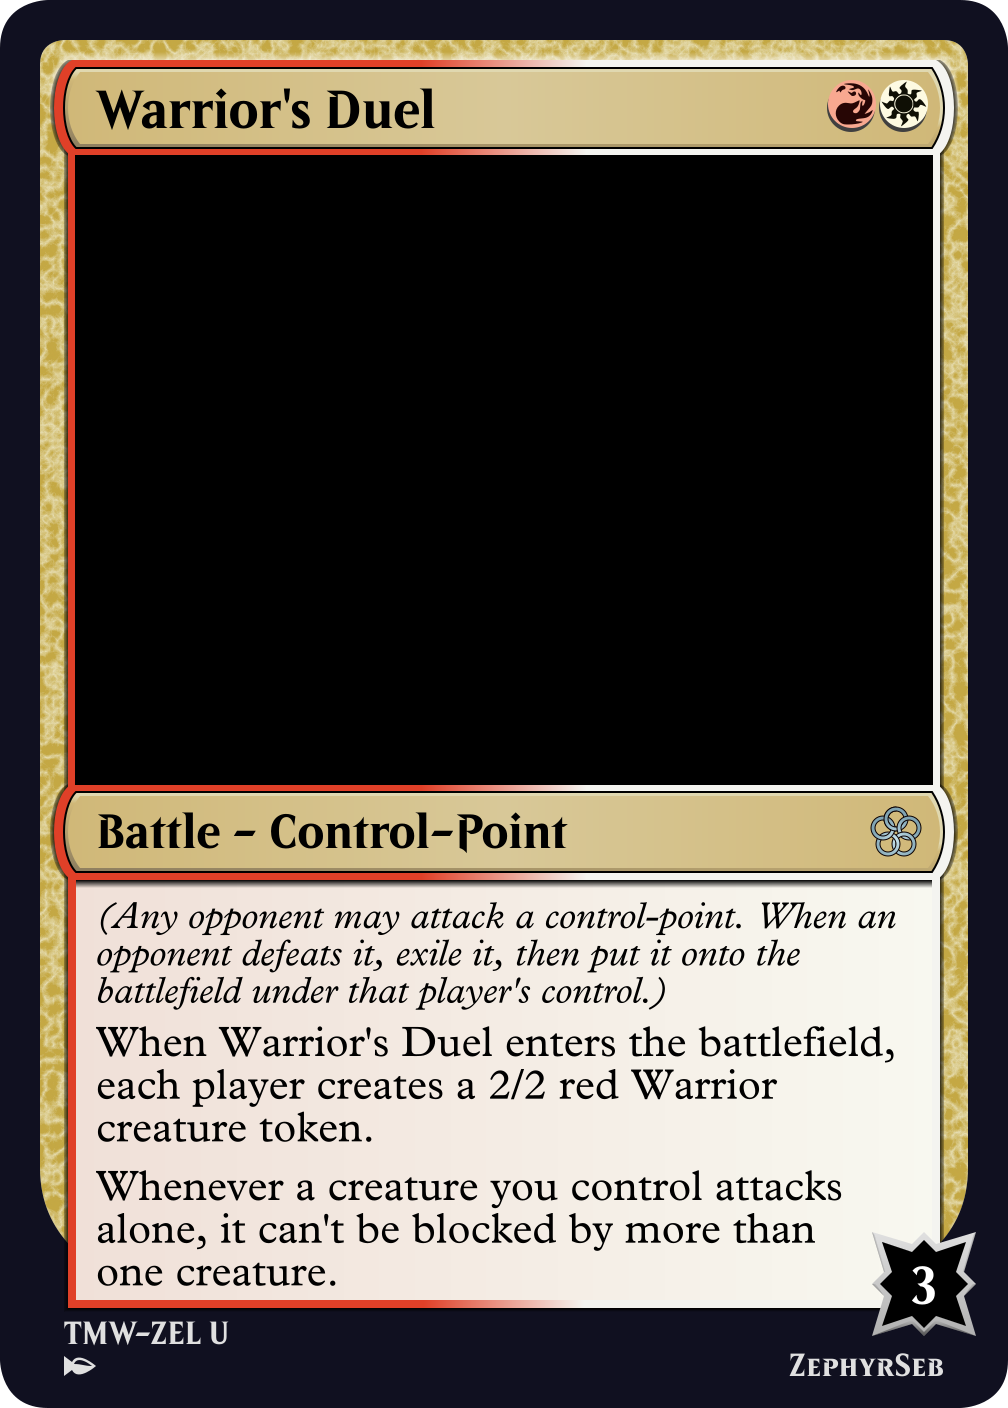 Warrior's Duel
Battle – Control-Point
(Any opponent may attack a control-point. When an
opponent defeats it, exile it, then put it onto the
battlefield under that player's control.)
When Warrior's Duel enters the battlefield,
each player creates a 2/2 red Warrior
creature token.
Whenever a creature you control attacks
alone, it can't be blocked by more than
one creature.
3
TMW-ZEL U
ZephyrSeb